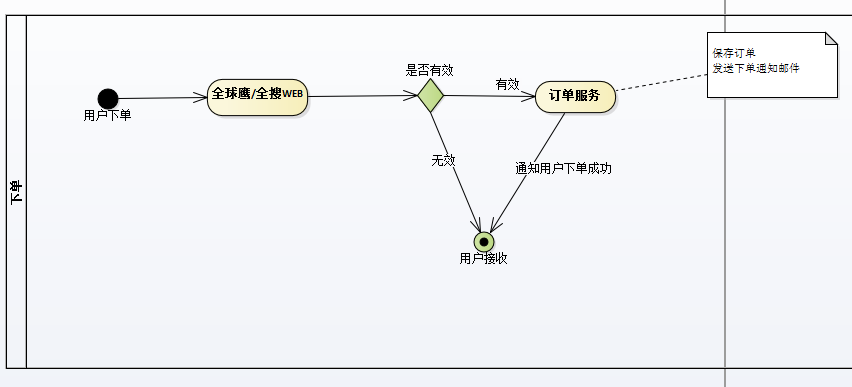 保存订单
发送下单通知邮件
是否有效
有效
全球鹰/全搜WEB
订单服务
用户下单
无效
通知用户下单成功
下单
用户接收